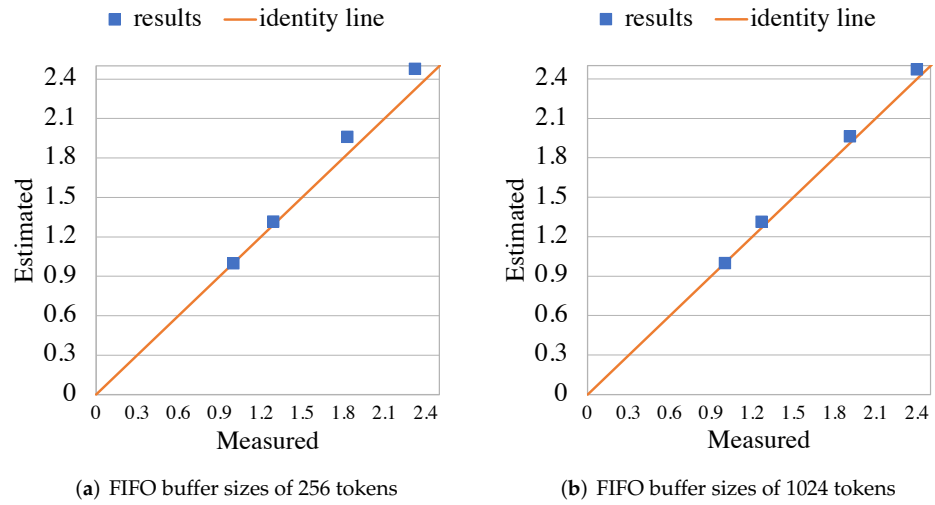 results identity line
2.4
2.1
1.8
1.5
1.2
0.9
0.6
0.3
0
Estimated
0 0.3 0.6 0.9 1.2 1.5 1.8 2.1 2.4
Measured
(a) FIFO buffer sizes of 256 tokens
results identity line
2.4
2.1
1.8
1.5
1.2
0.9
0.6
0.3
0
Estimated
0 0.3 0.6 0.9 1.2 1.5 1.8 2.1 2.4
Measured
(b) FIFO buffer sizes of 1024 tokens